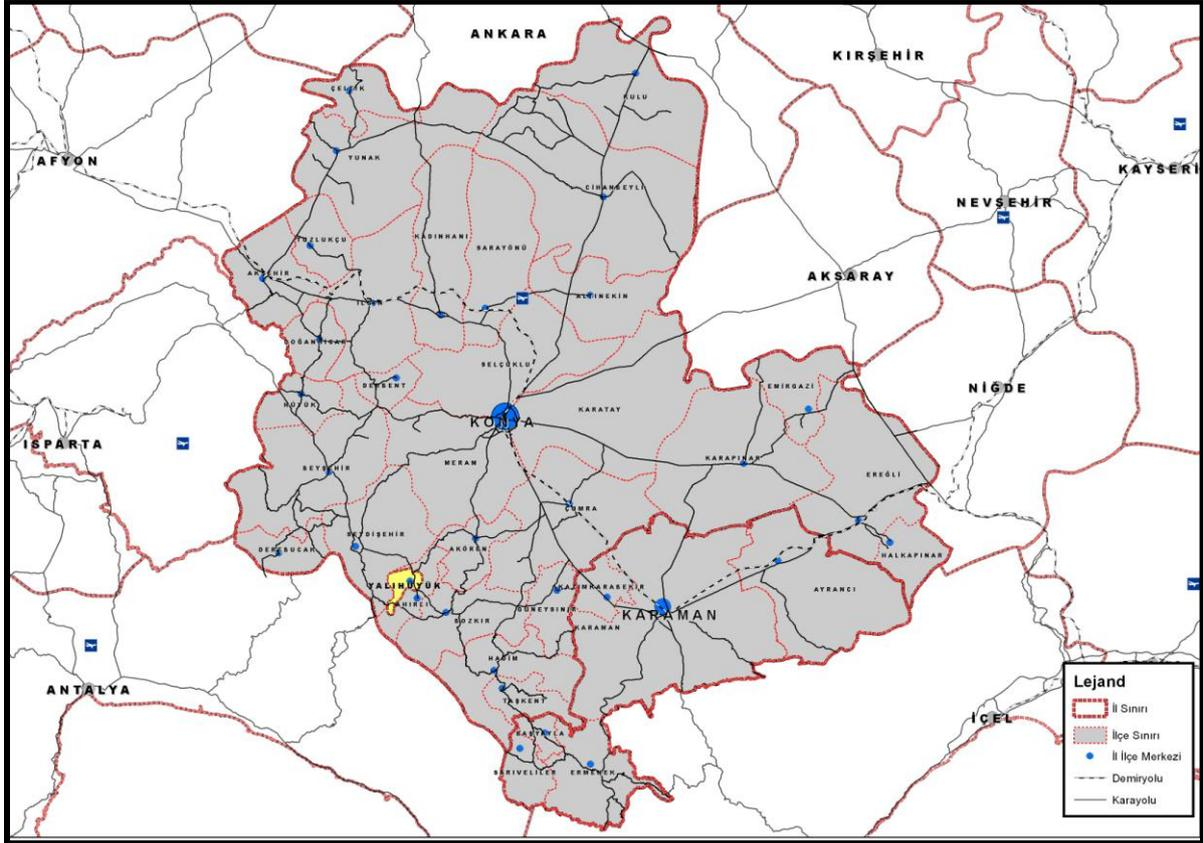 ANKARA
KIRŞEHİR
ÇELTİK
KULU
YUNAK
AFYON
KAYSERİ
CİHANBEYLİ
NEVŞEHİR
TUZLUKÇU
KADINHANI
SARAYÖNÜ
AKŞEHİR
AKSARAY
ILGIN
ALTINEKİN
DOĞANHİSAR
SELÇUKLU
DERBENT
EMİRGAZİ
NİĞDE
HÜYÜK
KARATAY
KONYA
ISPARTA
MERAM
KARAPINAR
BEYŞEHİR
EREĞLİ
ÇUMRA
SEYDİŞEHİR
AKÖREN
DEREBUCAK
HALKAPINAR
YALIHÜYÜK
KAZIMKARABEKİR
AYRANCI
AHIRLI
GÜNEYSINIR
BOZKIR
KARAMAN
KARAMAN
HADİM
ANTALYA
TAŞKENT
İÇEL
BAŞYAYLA
SARIVELİLER
ERMENEK
Lejand
İl Sınırı
İlçe Sınırı
İl İlçe Merkezi
Demiryolu
Karayolu